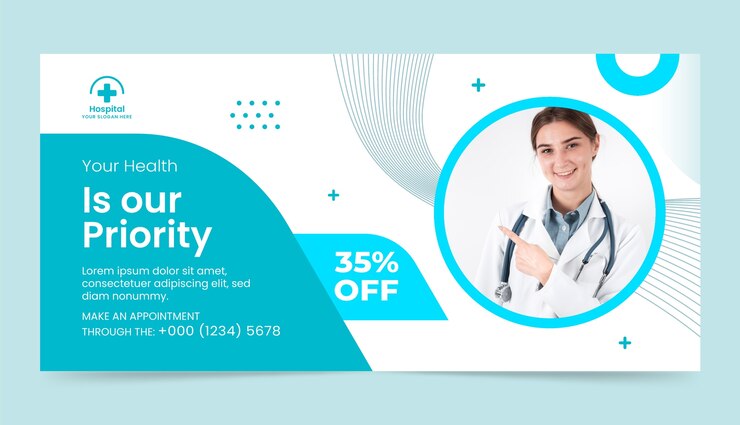 Hospital
YOUR SLOGAN HERE
Your Health
Is our
Priority
Lorem ipsum dolor sit amet,
consectetuer adipiscing elit, sed
diam nonummy nibh.
MAKE AN APPOINTMENT
THROUGH THE: +000 (1234) 5678
35%
OFF